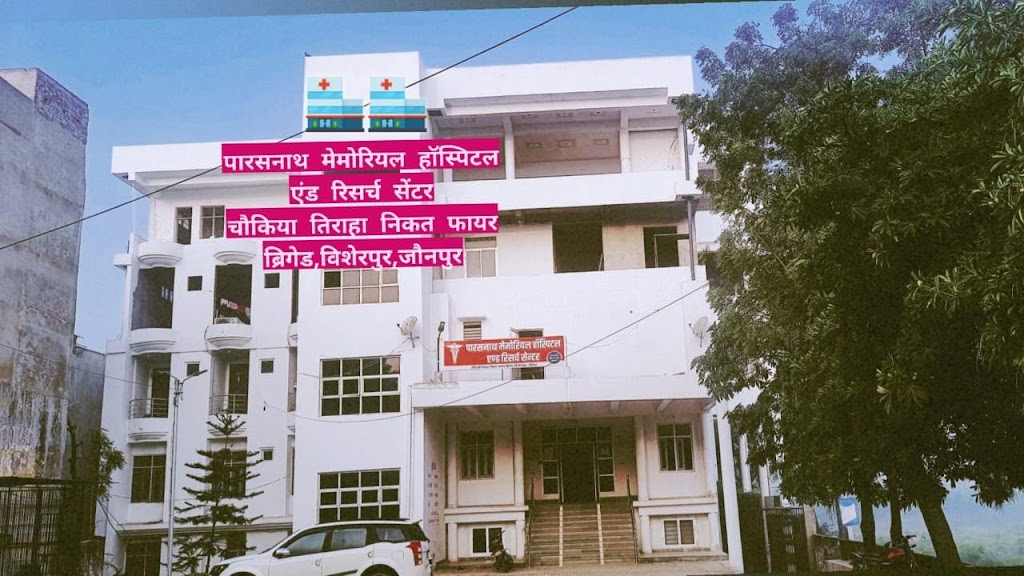 पारसनाथ मेमोरियल हॉस्पिटल
एंड रिसर्च सेंटर
चौकिया तिराहा निकत फायर
ब्रिगेड,विशेरपुर,जौनपुर
पारसनाथ मेमोरियल हॉस्पिटल
एण्ड रिसर्च सेन्टर